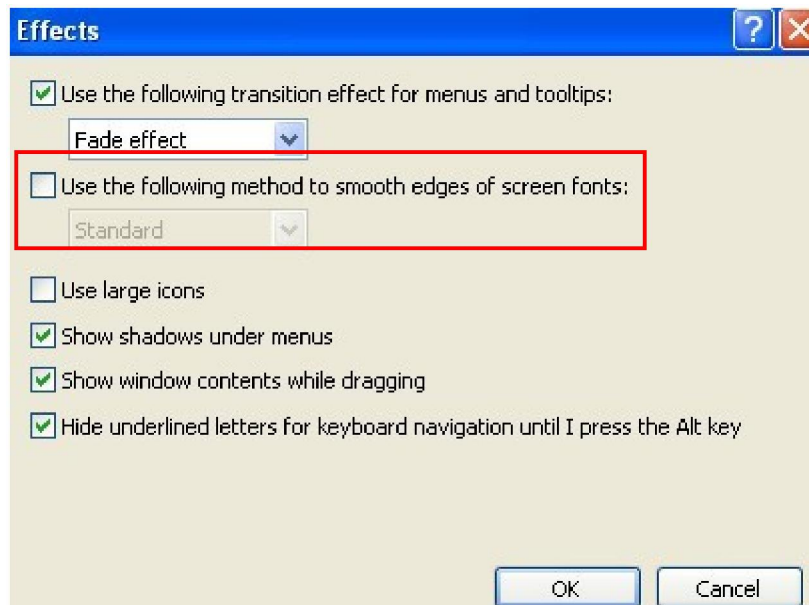 Effects
Use the following transition effect for menus and tooltips:
Fade effect
Use the following method to smooth edges of screen fonts:
Standard
Use large icons
Show shadows under menus
Show window contents while dragging
Hide underlined letters for keyboard navigation until I press the Alt key
OK Cancel